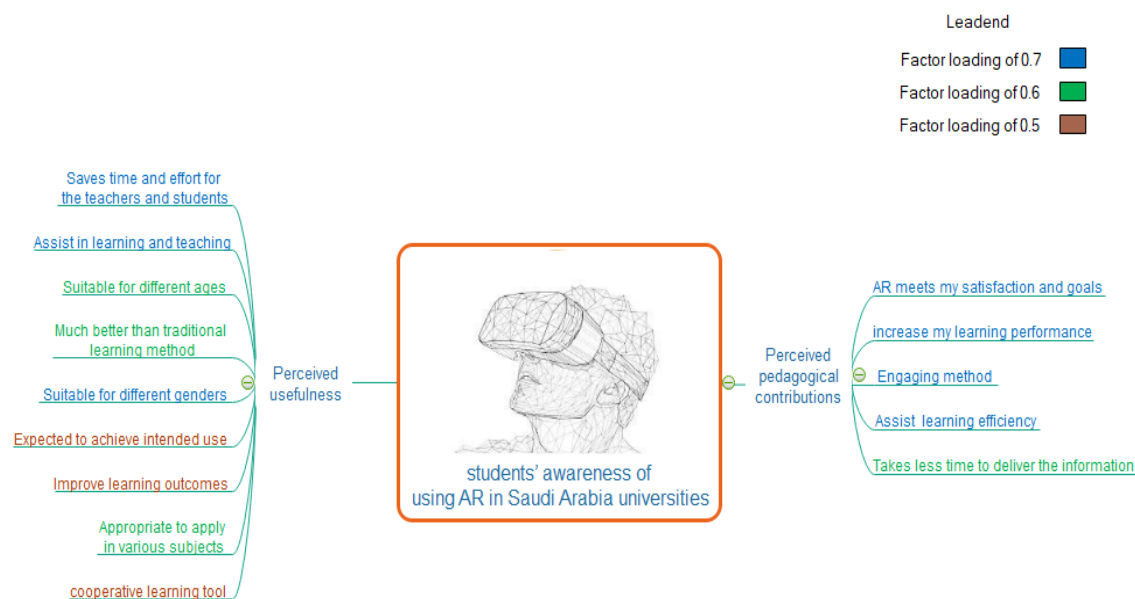 Leadend
Factor loading of 0.7
Factor loading of 0.6
Factor loading of 0.5
Saves time and effort for
the teachers and students
Assist in learning and teaching
Suitable for different ages
Much better than traditional
learning method
Suitable for different genders
Expected to achieve intended use
Improve learning outcomes
Appropriate to apply
in various subjects
cooperative learning tool
Perceived
usefulness
students' awareness of
using AR in Saudi Arabia universities
Perceived
pedagogical
contributions
AR meets my satisfaction and goals
increase my learning performance
Engaging method
Assist learning efficiency
Takes less time to deliver the information